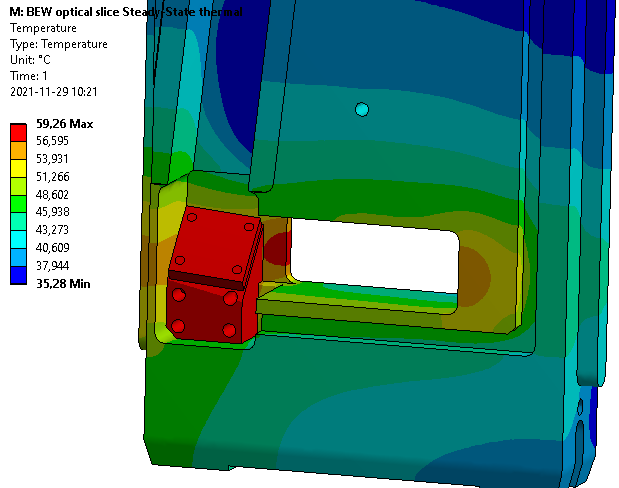 M: BEW optical slice Steady-State thermal
Temperature
Type: Temperature
Unit: °C
Time: 1
2021-11-29 10:21
59,26 Max
56,595
53,931
51,266
48,602
45,938
43,273
40,609
37,944
35,28 Min